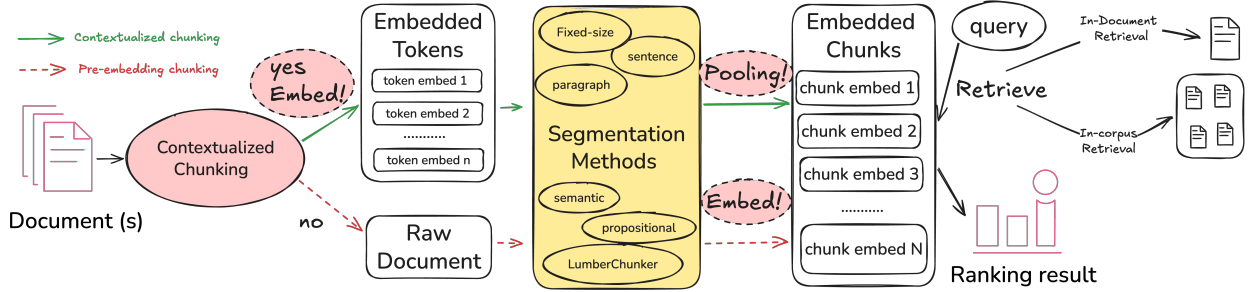 Contextualized chunking
Pre-embedding chunking
Document (s)
Contextualized
Chunking
yes
Embed!
no
Embedded
Tokens
token embed 1
token embed 2
...........
token embed n
Raw
Document
Fixed-size
sentence
paragraph
Segmentation
Methods
semantic
propositional
LumberChunker
Pooling!
Embed!
Embedded
Chunks
chunk embed 1
chunk embed 2
chunk embed 3
...........
chunk embed N
query
Retrieve
In-Document
Retrieval
In-corpus
Retrieval
Ranking result